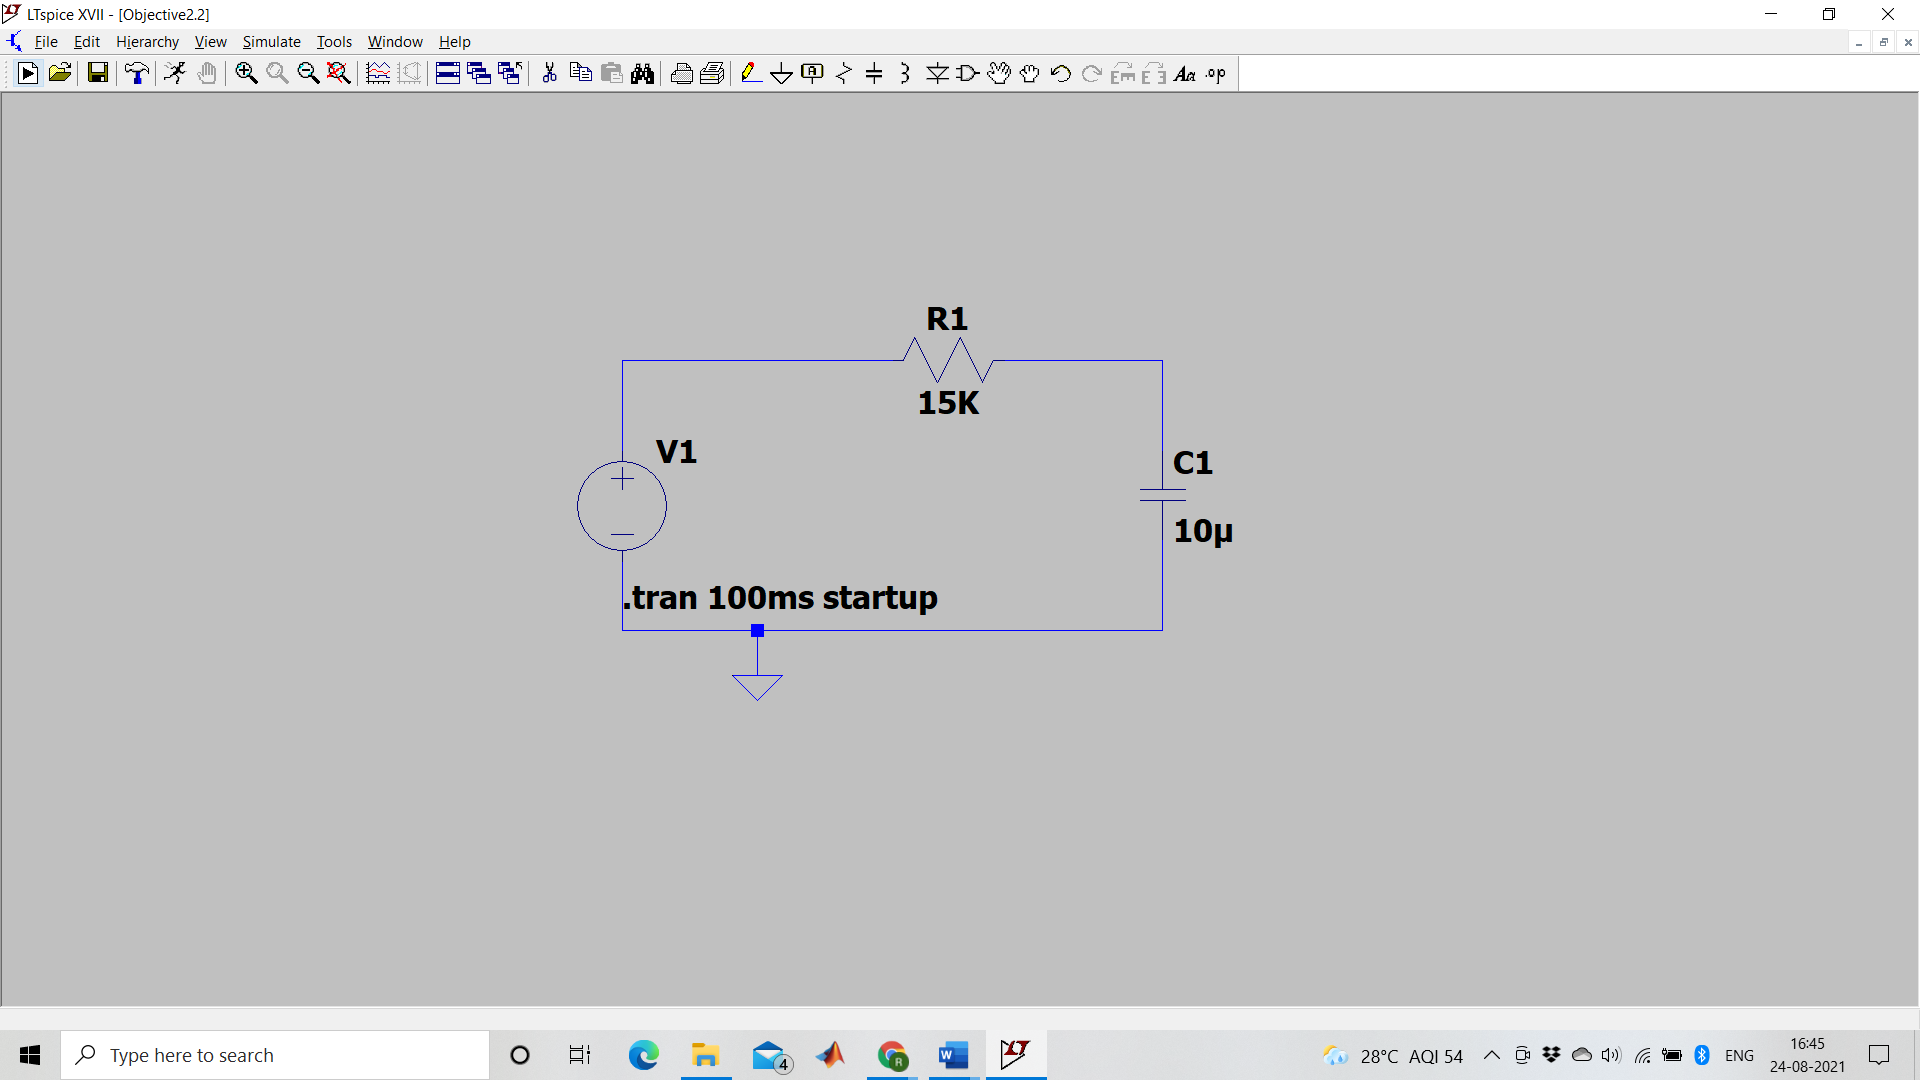 LTspice XVII - [Objective2.2]
File Edit Hierarchy View Simulate Tools Window Help
R1
15K
V1
C1
10µ
.tran 100ms startup
Type here to search
4
28°C AQI 54
ENG
16:45
24-08-2021